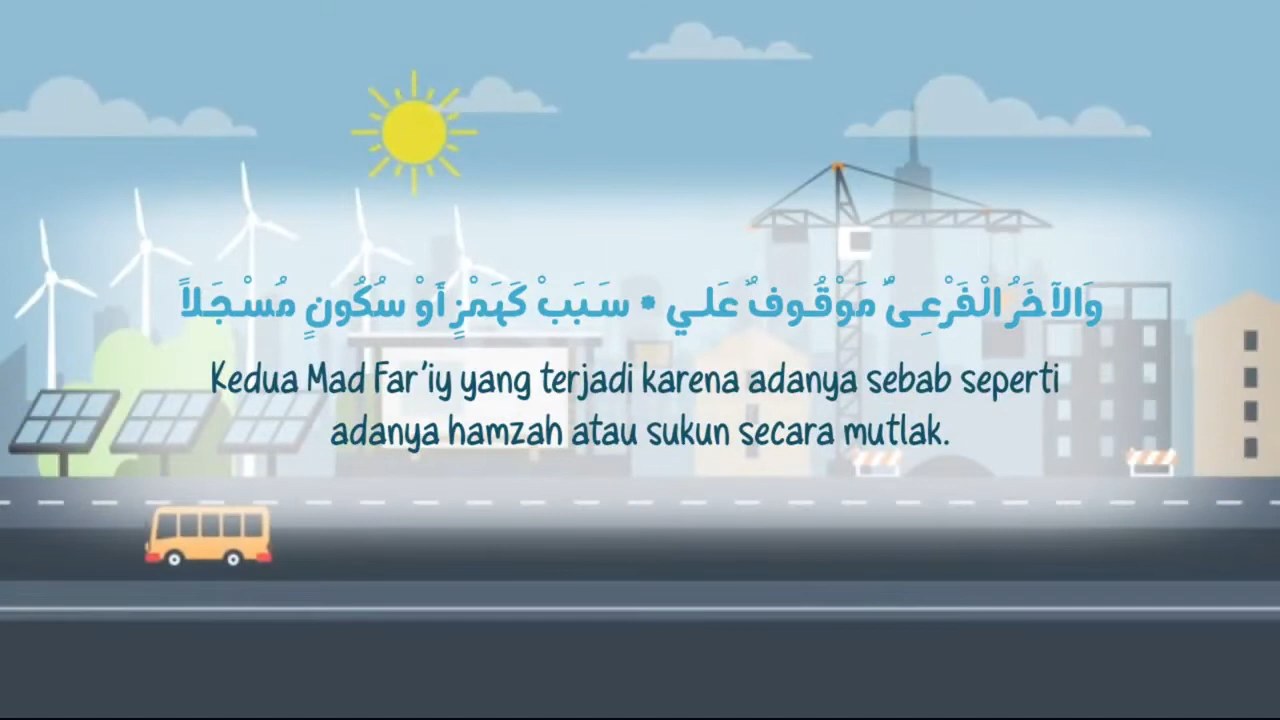 وَالْآخَرُ الْفَرْعِىُّ مَوْقُوفٌ عَلَي * سَبَبْ كَهَمْزٍ أَوْ سُكُونٍ مُسْجَلاً
Kedua Mad Far'iy yang terjadi karena adanya sebab seperti
adanya hamzah atau sukun secara mutlak.